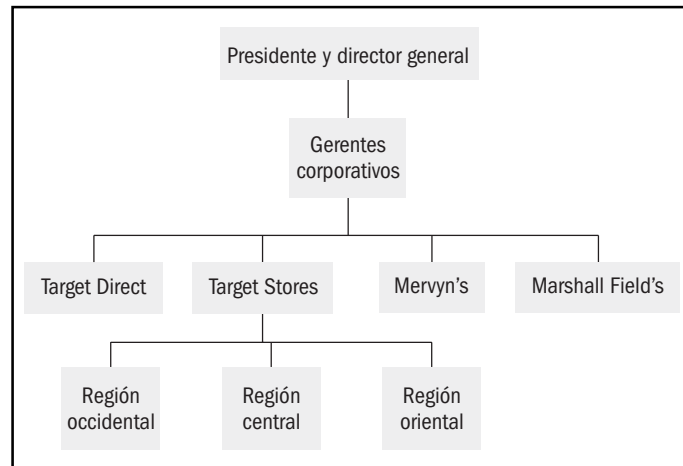 Presidente y director general
Gerentes
corporativos
Target Direct
Target Stores
Mervyn's
Marshall Field's
Región
occidental
Región
central
Región
oriental